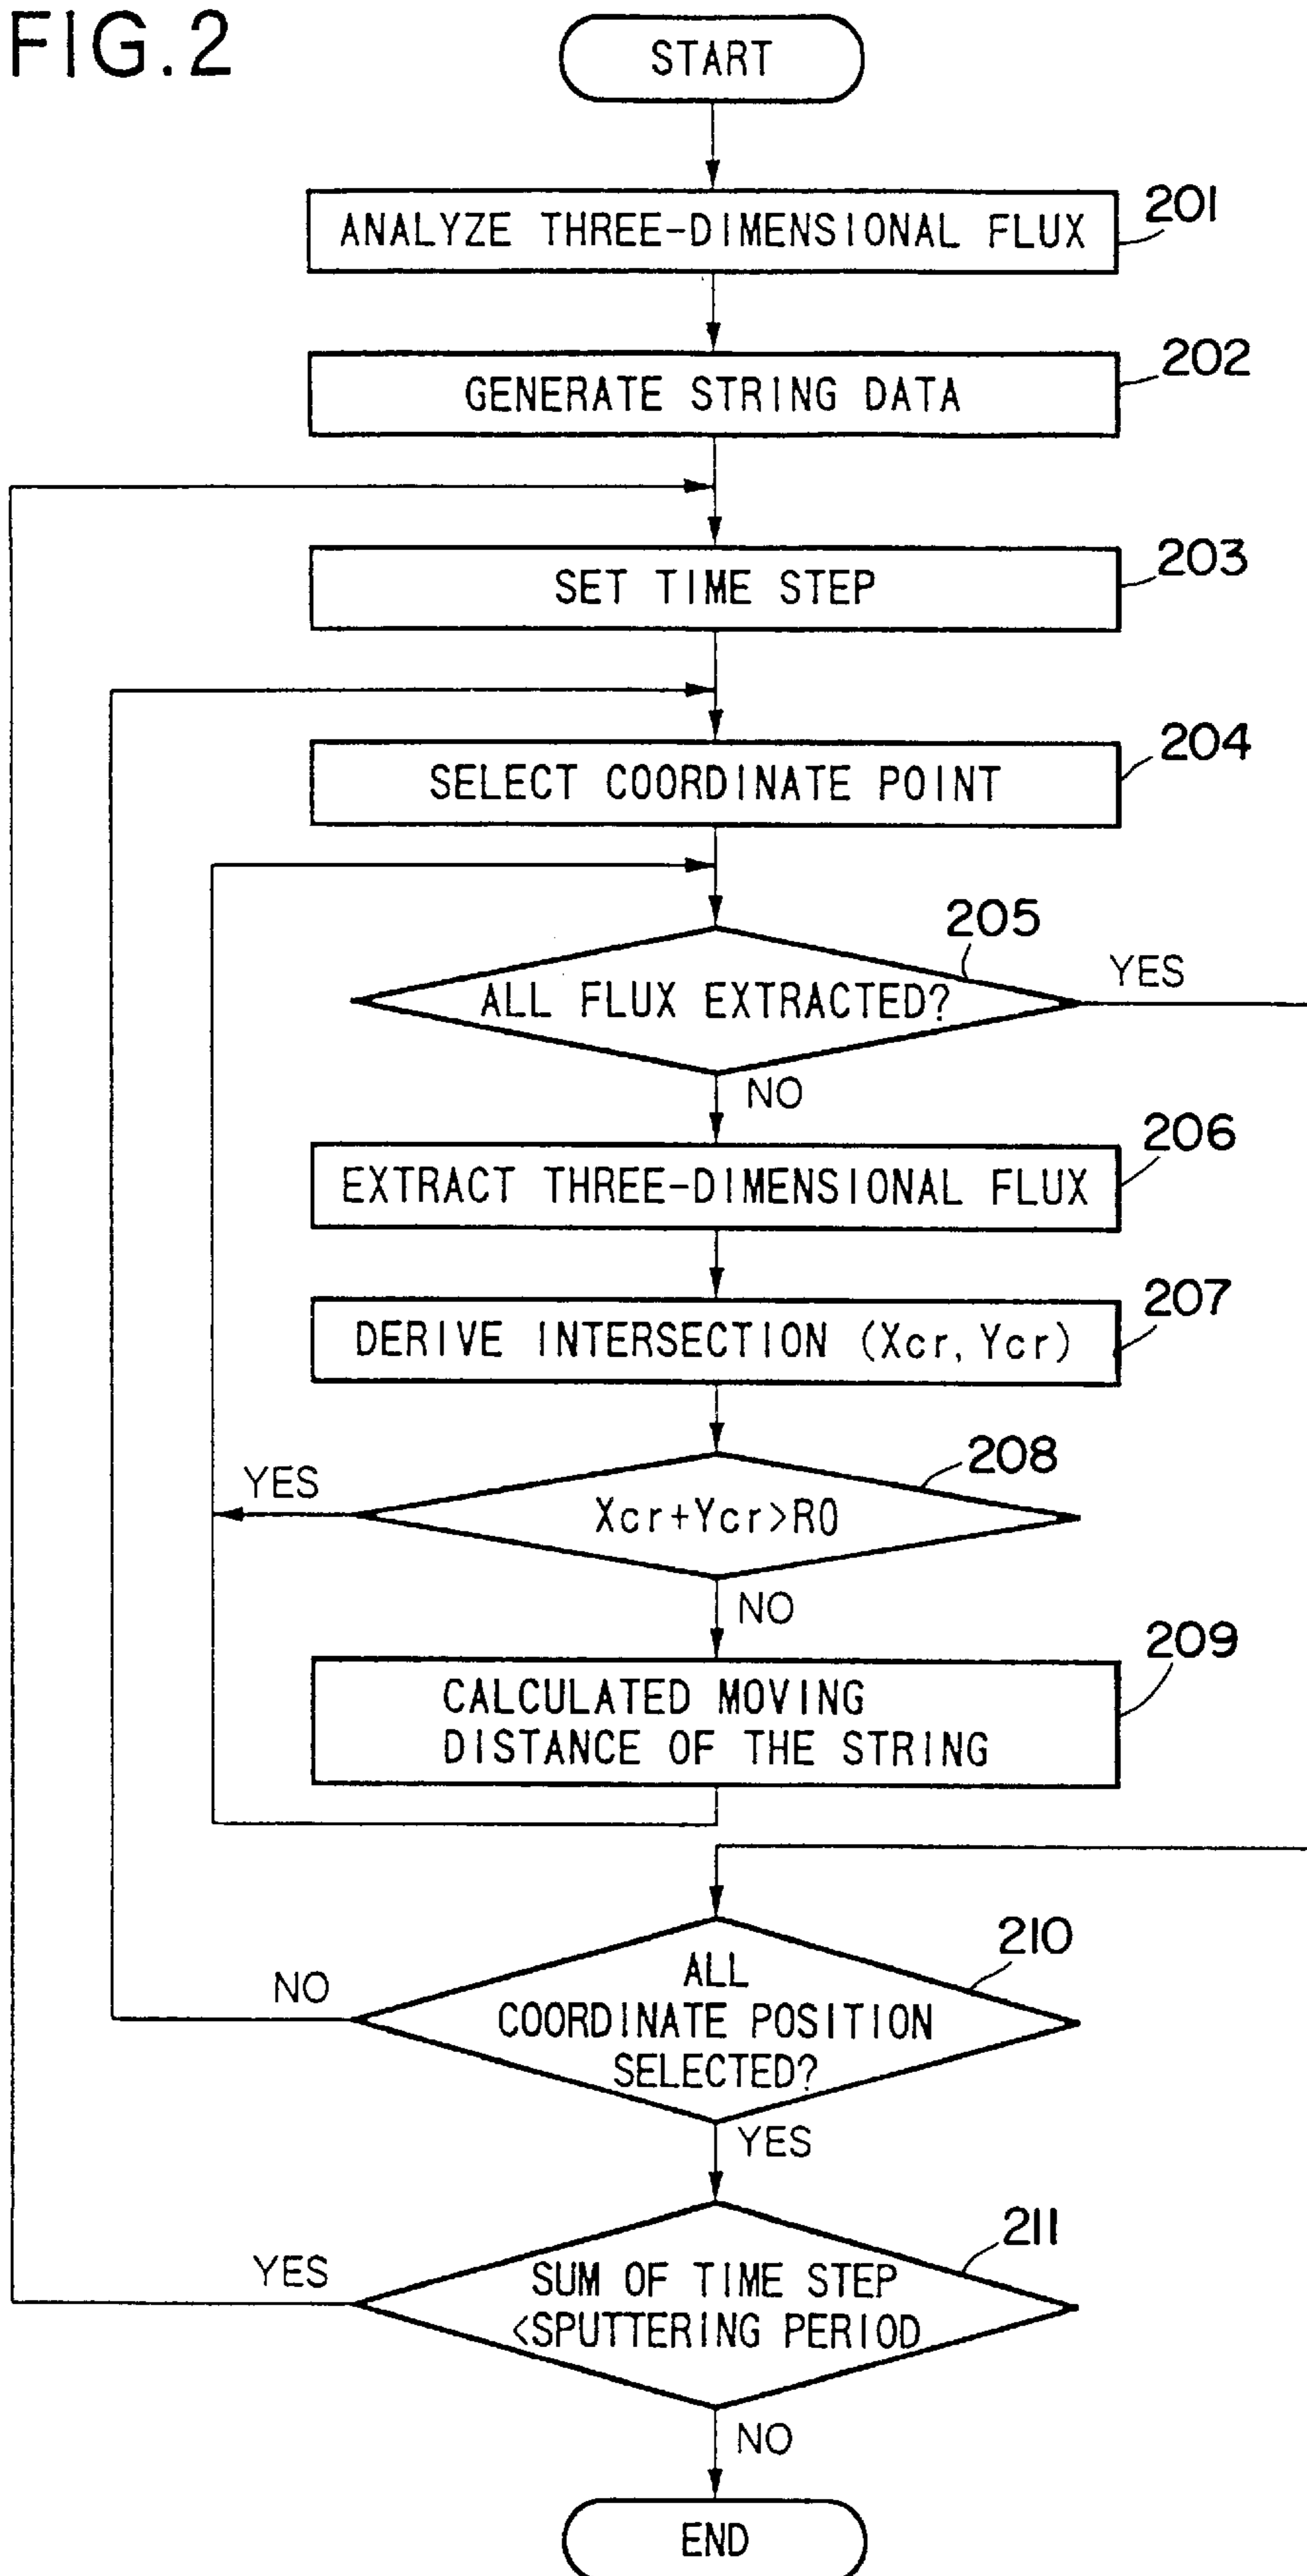 FIG.2
START
ANALYZE THREE-DIMENSIONAL FLUX
201
GENERATE STRING DATA
202
SET TIME STEP
203
SELECT COORDINATE POINT
204
205
ALL FLUX EXTRACTED?
YES
NO
EXTRACT THREE-DIMENSIONAL FLUX
206
DERIVE INTERSECTION (Xcr, Ycr)
207
208
YES
Xcr+Ycr>R0
NO
209
CALCULATED MOVING
DISTANCE OF THE STRING
210
NO
ALL
COORDINATE POSITION
SELECTED?
YES
211
YES
SUM OF TIME STEP
<SPUTTERING PERIOD
NO
END